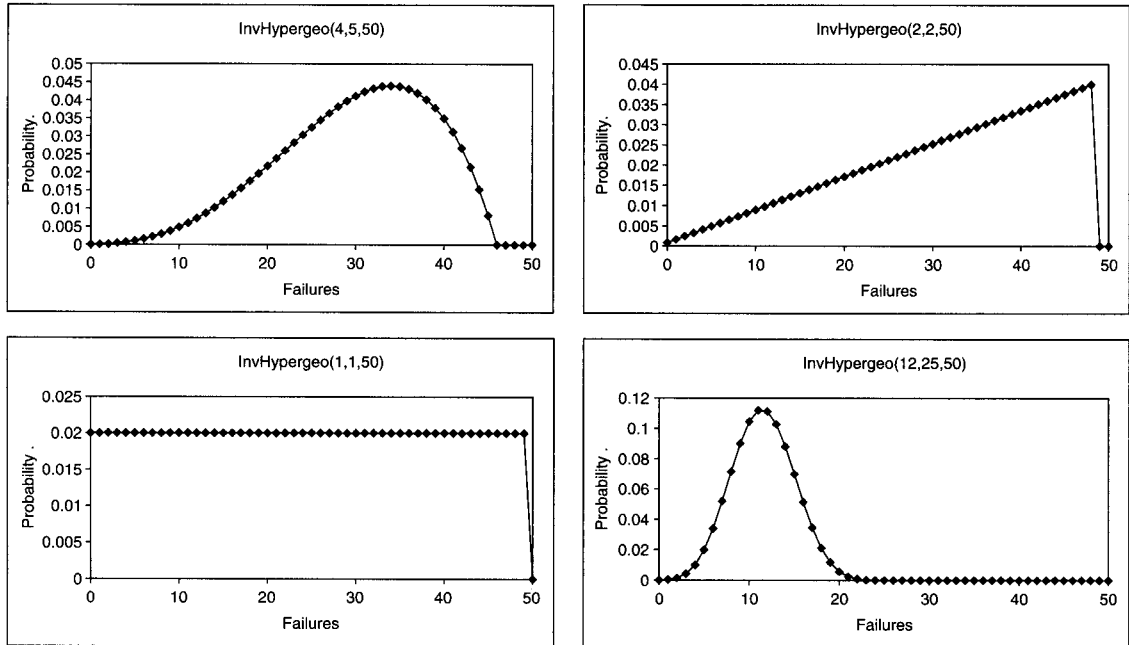 InvHypergeo(4,5,50)
0.05
0.045
0.04
0.035
0.03
0.025
0.02
0.015
0.01
0.005
0
Probability.
0 10 20 30 40 50
Failures
InvHypergeo(2,2,50)
0.045
0.04
0.035
0.03
0.025
0.02
0.015
0.01
0.005
0
Probability.
0 10 20 30 40 50
Failures
InvHypergeo(1,1,50)
0.025
0.02
0.015
0.01
0.005
0
Probability .
0 10 20 30 40 50
Failures
InvHypergeo(12,25,50)
0.12
0.1
0.08
0.06
0.04
0.02
0
Probability .
0 10 20 30 40 50
Failures